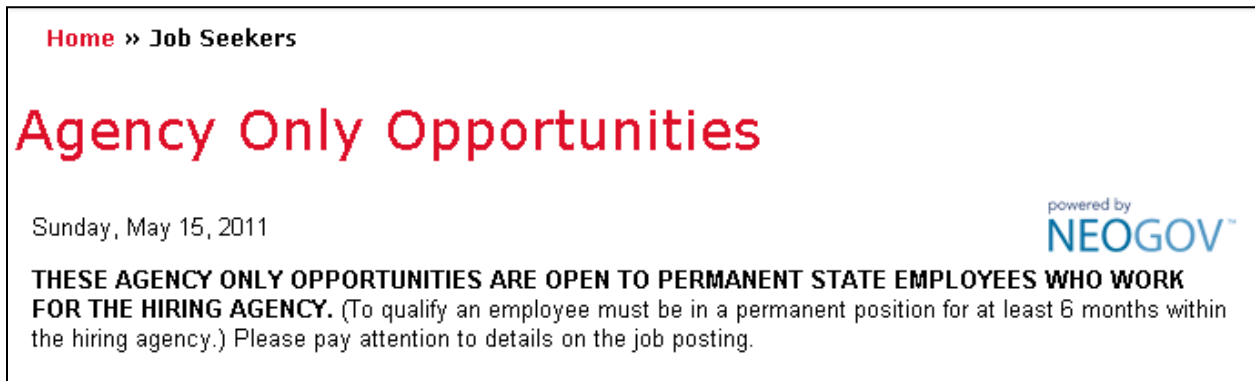 Home » Job Seekers
Agency Only Opportunities
Sunday, May 15, 2011
powered by
NEOGOV™
THESE AGENCY ONLY OPPORTUNITIES ARE OPEN TO PERMANENT STATE EMPLOYEES WHO WORK
FOR THE HIRING AGENCY. (To qualify an employee must be in a permanent position for at least 6 months within
the hiring agency.) Please pay attention to details on the job posting.